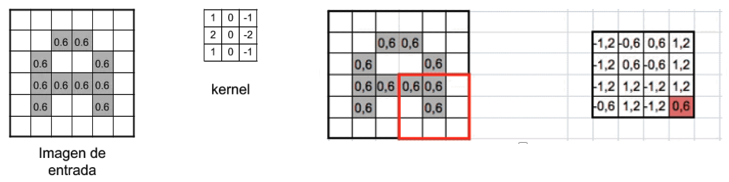 0.6 0.6
0.6 0.6
0.6 0.6 0.6 0.6
0.6 0.6
Imagen de
entrada
1 0 -1
2 0 -2
1 0 -1
kernel
0,6 0,6
0,6 0,6
0,6 0,6 0,6 0,6
0,6 0,6
-1,2 -0,6 0,6 1,2
-1,2 0,6 -0,6 1,2
-1,2 1,2 -1,2 1,2
-0,6 1,2 -1,2 0,6